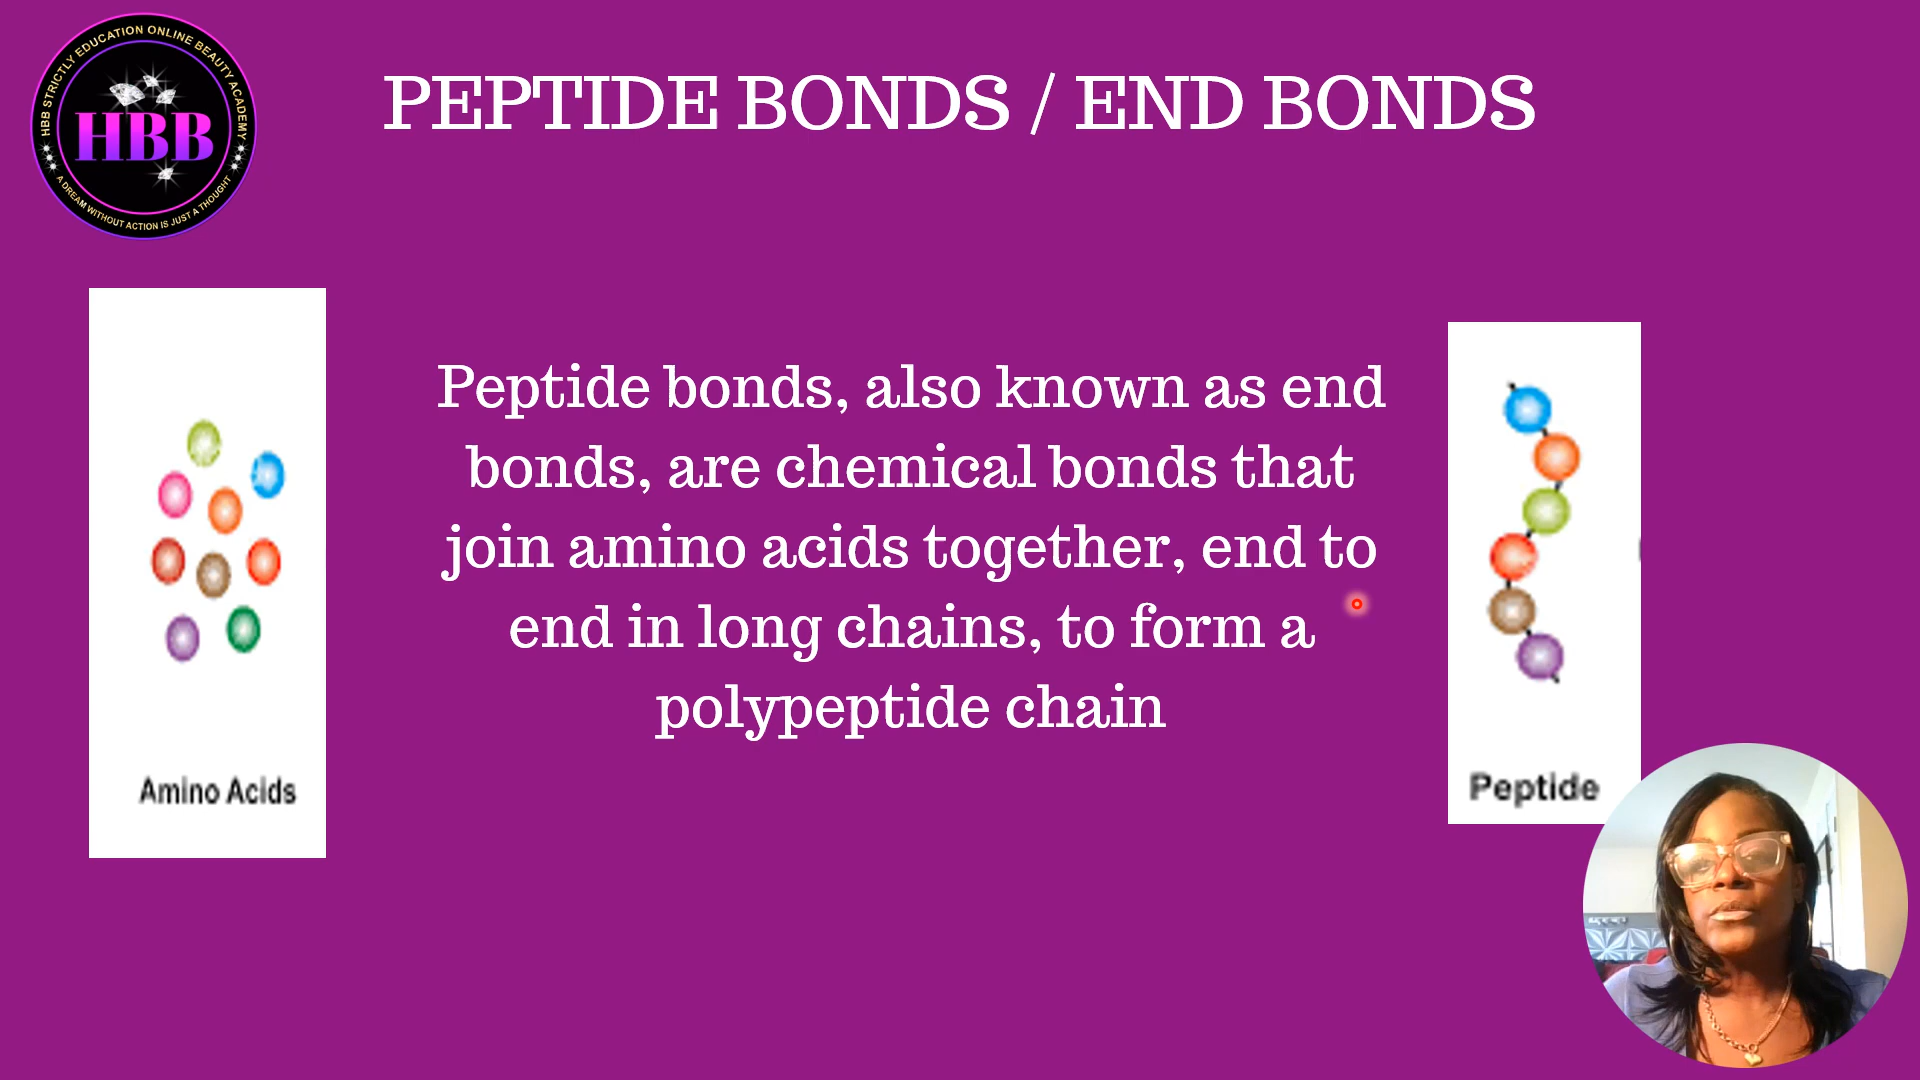 HBB STRICTLY EDUCATION ONLINE BEAUTY ACADEMY
HBB
A DREAM WITHOUT ACTION IS JUST A THOUGHT
PEPTIDE BONDS / END BONDS
Peptide bonds, also known as end
bonds, are chemical bonds that
join amino acids together, end to
end in long chains, to form a
polypeptide chain
Amino Acids
Peptide